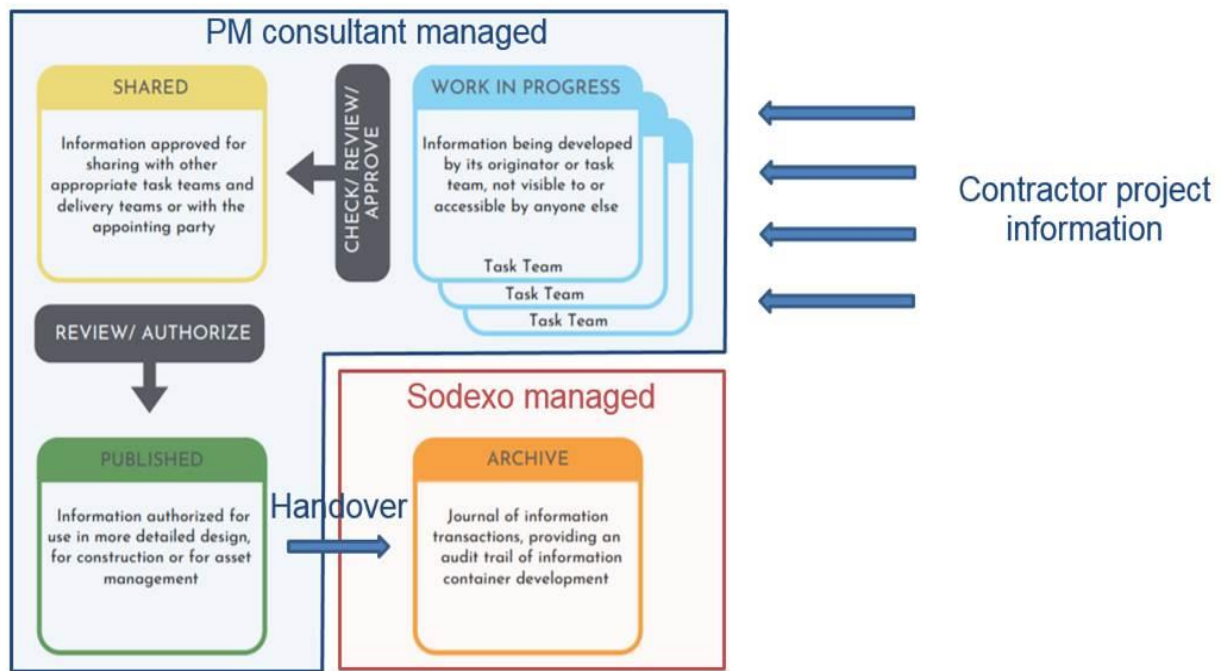 PM consultant managed
SHARED
Information approved for
sharing with other
appropriate task teams and
delivery teams or with the
appointing party
CHECK/ REVIEW/
APPROVE
WORK IN PROGRESS
Information being developed
by its originator or task
team, not visible to or
accessible by anyone else
Task Team
Task Team
Task Team
Contractor project
information
REVIEW/ AUTHORIZE
Sodexo managed
PUBLISHED
Information authorized for
use in more detailed design,
for construction or for asset
management
Handover
ARCHIVE
Journal of information
transactions, providing an
audit trail of information
container development